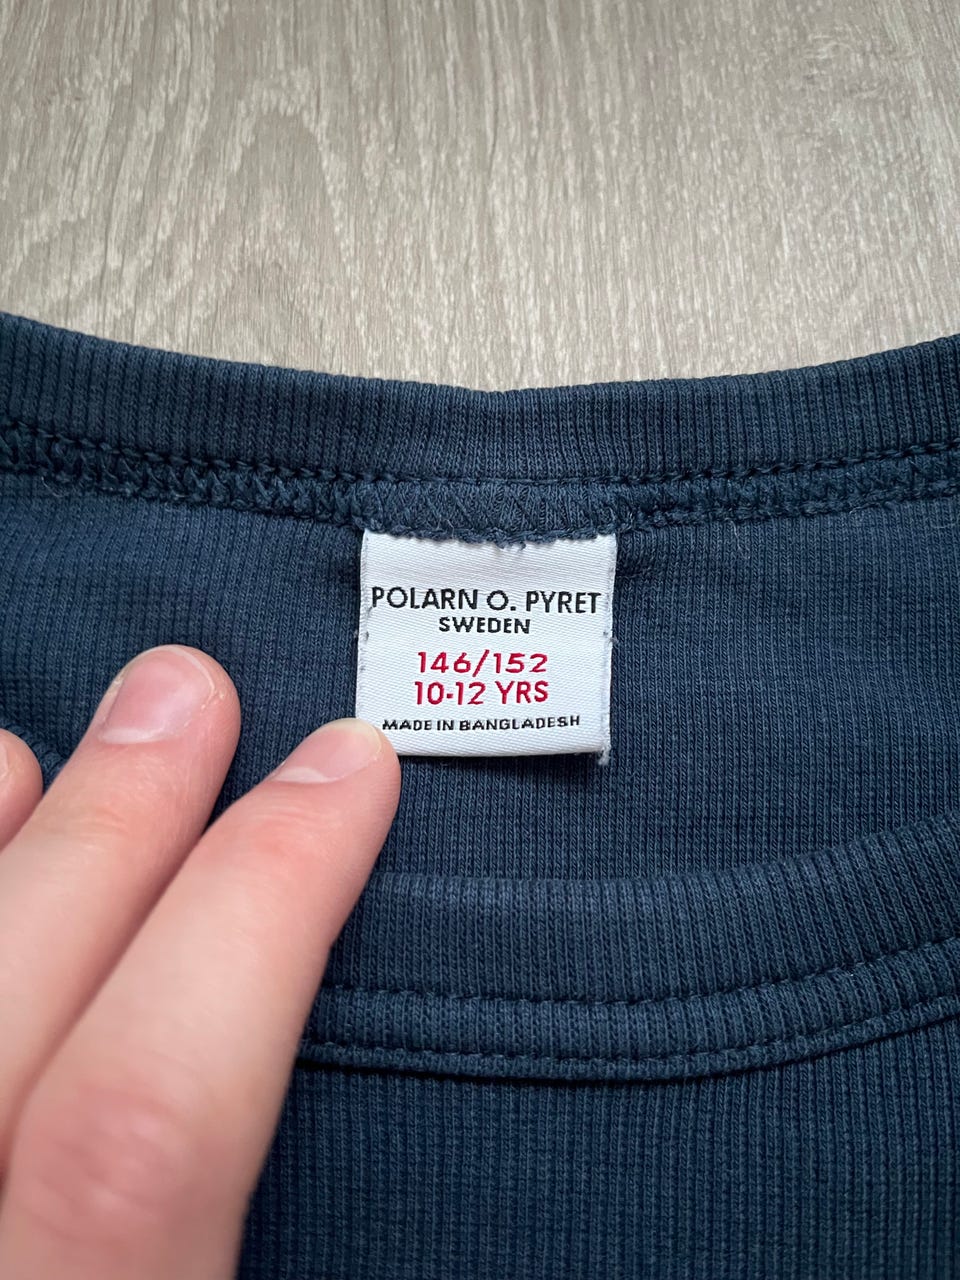 POLARN O. PYRET
SWEDEN
146/152
10-12 YRS
MADE IN BANGLADESH